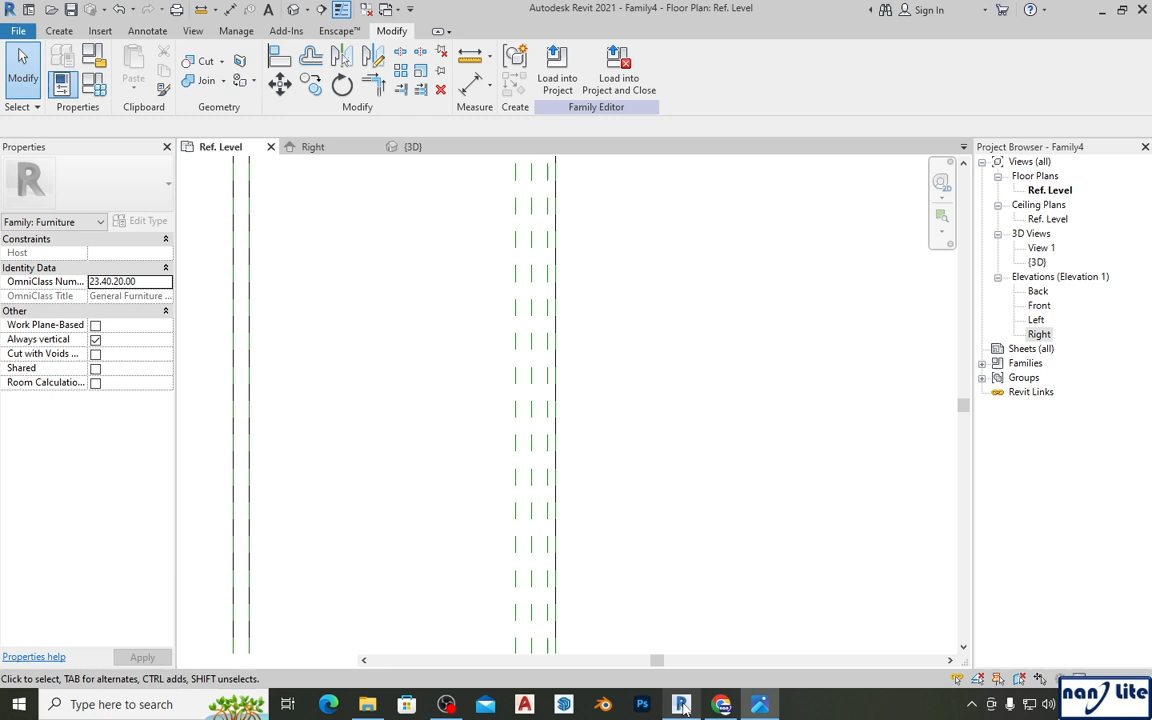 Autodesk Revit 2021 - Family4 - Floor Plan: Ref. Level
Sign In
File Create Insert Annotate View Manage Add-Ins Enscape™ Modify
Modify Paste Cut Join Load into Project Load into Project and Close
Select Properties Clipboard Geometry Modify Measure Create Family Editor
Properties
Ref. Level Right {3D}
Project Browser - Family4
Family: Furniture Edit Type
Constraints
Host
Identity Data
OmniClass Num... 23.40.20.00
OmniClass Title General Furniture ...
Other
Work Plane-Based
Always vertical
Cut with Voids ...
Shared
Room Calculatio...
Properties help Apply
2D
Views (all)
Floor Plans
Ref. Level
Ceiling Plans
Ref. Level
3D Views
View 1
{3D}
Elevations (Elevation 1)
Back
Front
Left
Right
Sheets (all)
Families
Groups
Revit Links
Click to select, TAB for alternates, CTRL adds, SHIFT unselects.
Type here to search
nan lite